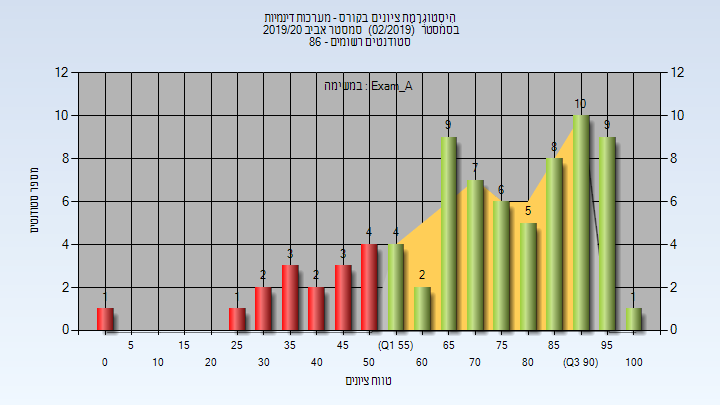 היסטוגרמת ציונים בקורס - מערכות דינמיות
בסמסטר (02/2019) סמסטר אביב 2019/20
סטודנטים רשומים - 86
במשימה : Exam_A
12 12
10 10
8 8
6 6
4 4
2 2
0 0
1 1 2 3 2 3 4 4 2 9 7 6 5 8 10 9 1
מספר סטודנטים
5 15 25 35 45 (Q1 55) 65 75 85 95
0 10 20 30 40 50 60 70 80 (Q3 90) 100
טווח ציונים